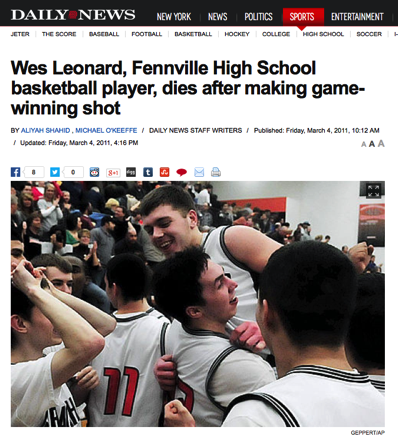 DAILY NEWS NEW YORK NEWS POLITICS SPORTS ENTERTAINMENT
JETER THE SCORE BASEBALL FOOTBALL BASKETBALL HOCKEY COLLEGE HIGH SCHOOL SOCCER
Wes Leonard, Fennville High School
basketball player, dies after making game-
winning shot
BY ALIYAH SHAHID , MICHAEL O'KEEFFE / DAILY NEWS STAFF WRITERS / Published: Friday, March 4, 2011, 10:12 AM
/ Updated: Friday, March 4, 2011, 4:16 PM
8 0 +1 A A A
11
GEPPERT/AP